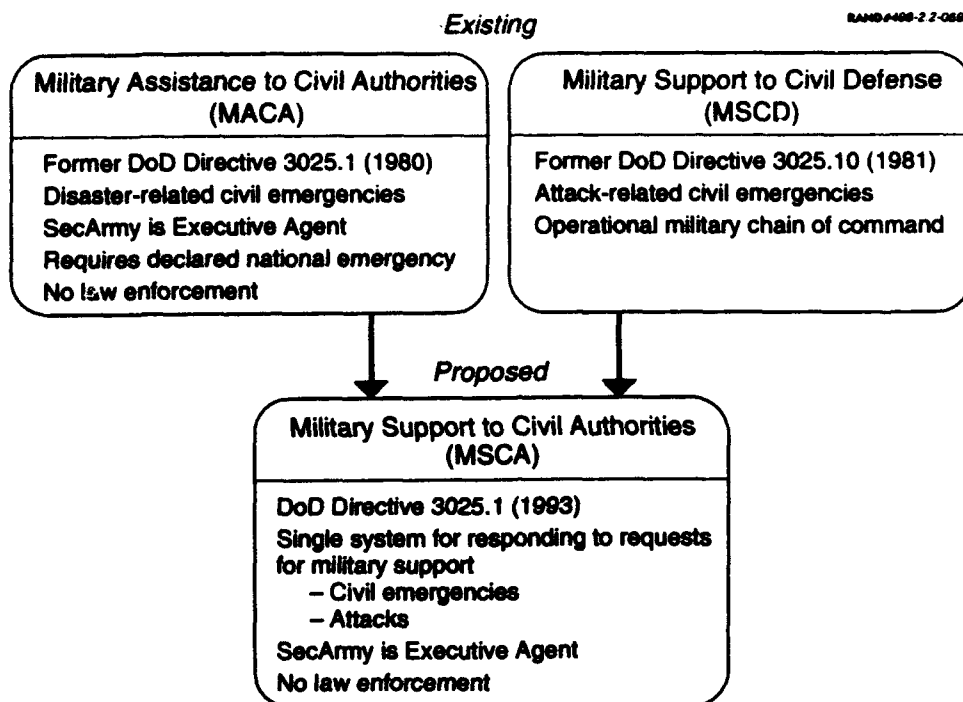 Existing
Military Assistance to Civil Authorities
(MACA)
Former DoD Directive 3025.1 (1980)
Disaster-related civil emergencies
SecArmy is Executive Agent
Requires declared national emergency
No law enforcement
Military Support to Civil Defense
(MSCD)
Former DoD Directive 3025.10 (1981)
Attack-related civil emergencies
Operational military chain of command
Proposed
Military Support to Civil Authorities
(MSCA)
DoD Directive 3025.1 (1993)
Single system for responding to requests
for military support
– Civil emergencies
– Attacks
SecArmy is Executive Agent
No law enforcement